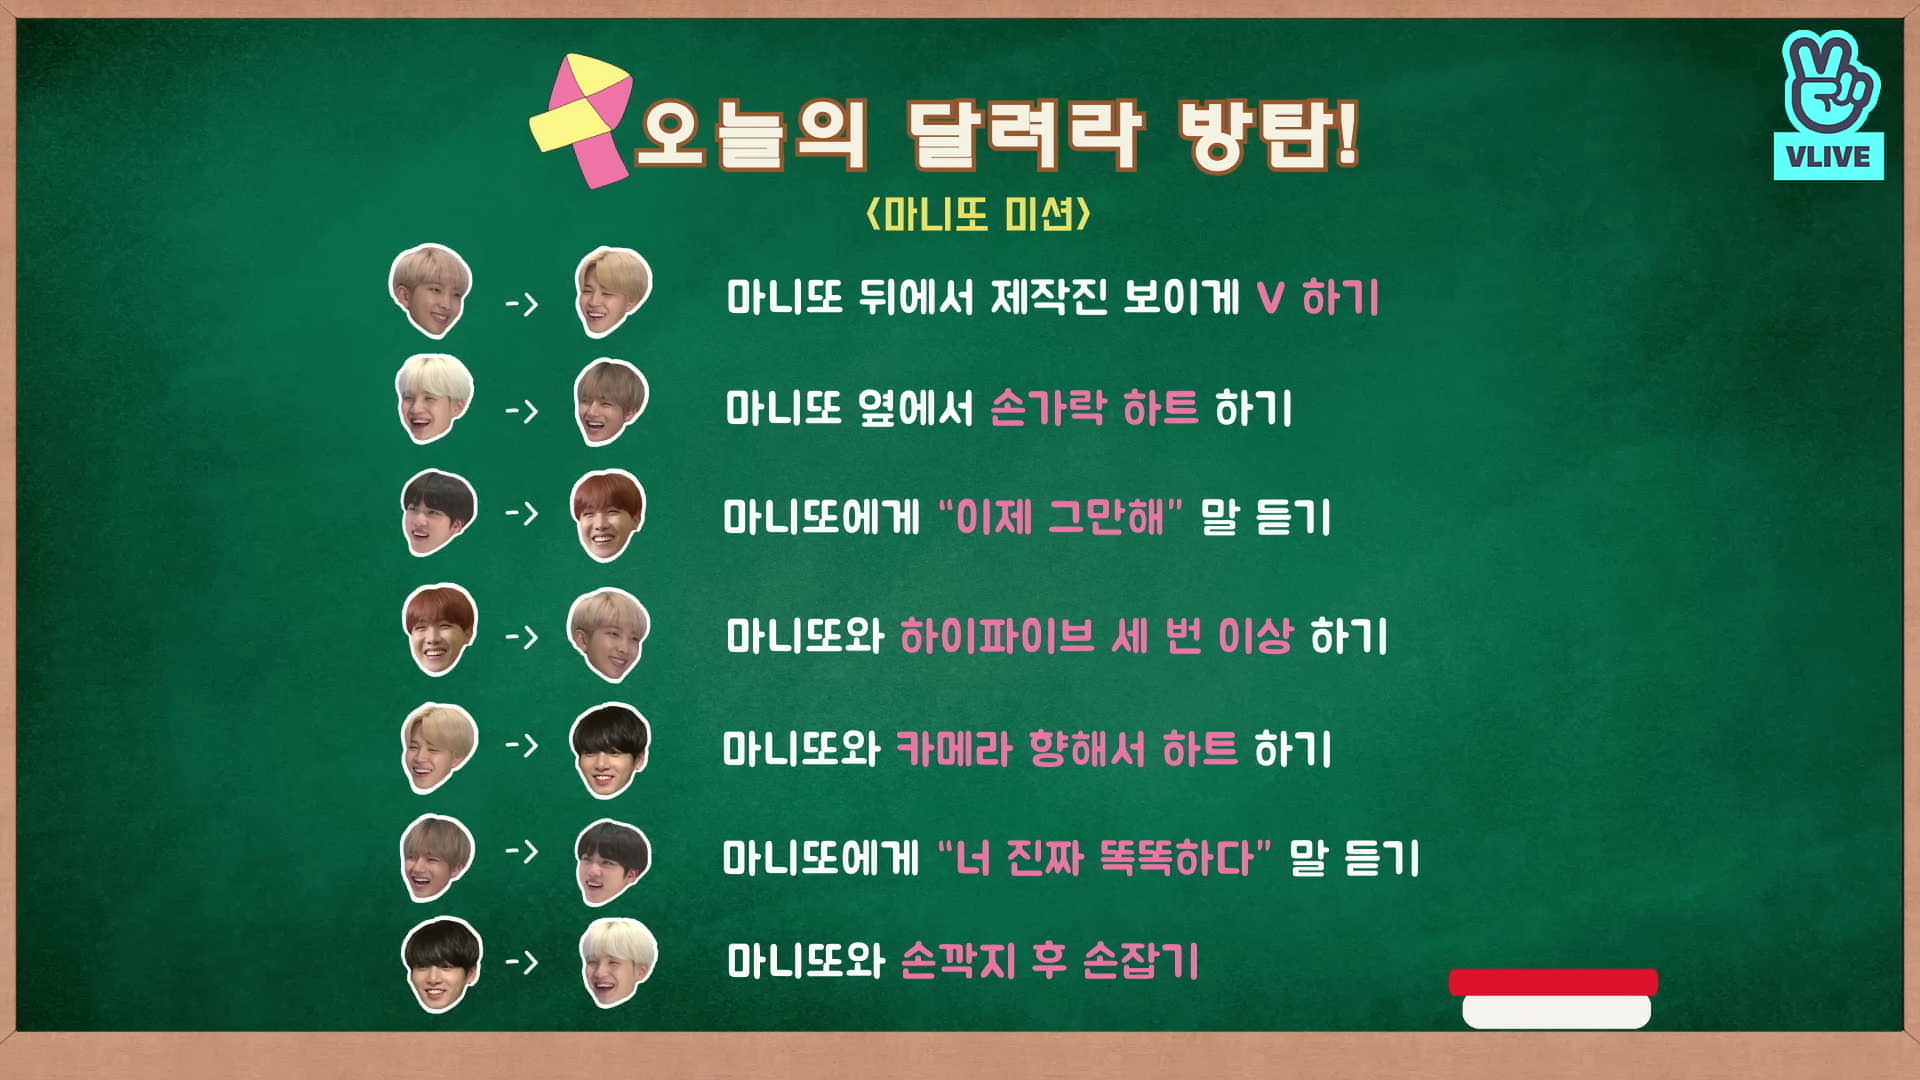 오늘의 달려라 방탄!
VLIVE
<마니또 미션>
-> 마니또 뒤에서 제작진 보이게 V 하기
-> 마니또 옆에서 손가락 하트 하기
-> 마니또에게 “이제 그만해” 말 듣기
-> 마니또와 하이파이브 세 번 이상 하기
-> 마니또와 카메라 향해서 하트 하기
-> 마니또에게 “너 진짜 똑똑하다” 말 듣기
-> 마니또와 손깍지 후 손잡기